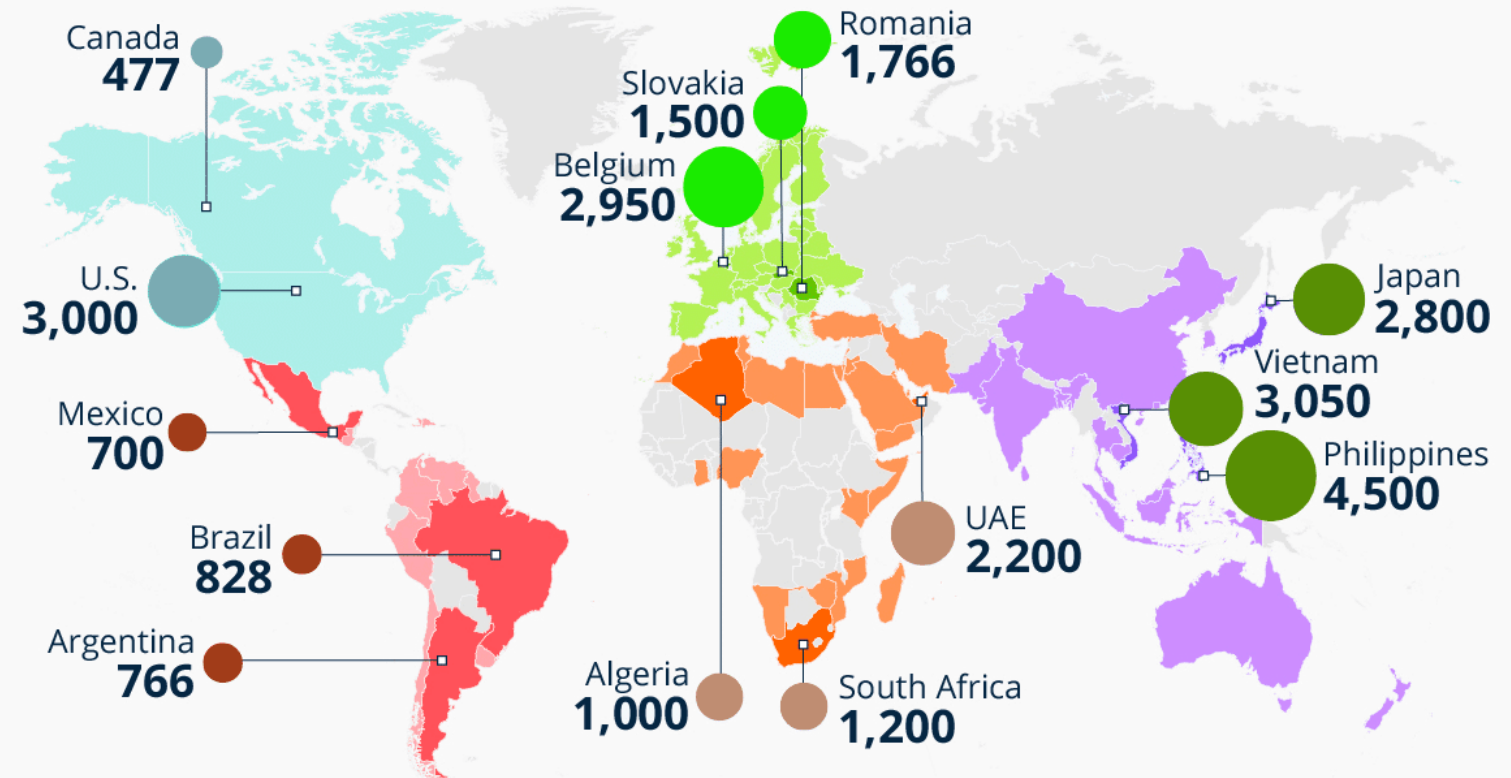 Canada
477
Romania
1,766
Slovakia
1,500
Belgium
2,950
U.S.
3,000
Japan
2,800
Vietnam
3,050
Mexico
700
Philippines
4,500
Brazil
828
UAE
2,200
Argentina
766
Algeria
1,000
South Africa
1,200